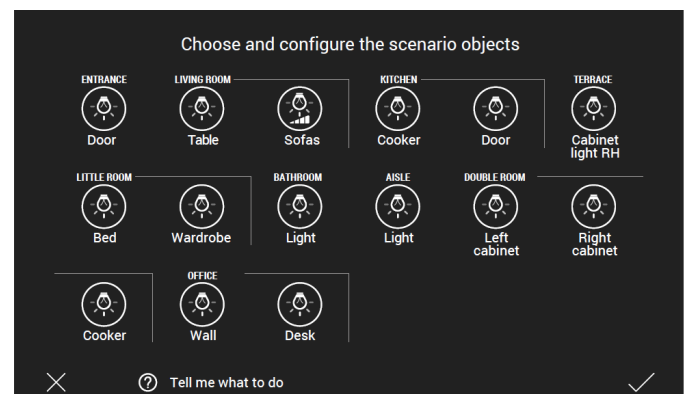 Choose and configure the scenario objects
ENTRANCE
LIVING ROOM
KITCHEN
TERRACE
Door
Table
Sofas
Cooker
Door
Cabinet
light RH
LITTLE ROOM
BATHROOM
AISLE
DOUBLE ROOM
Bed
Wardrobe
Light
Light
Left
cabinet
Right
cabinet
OFFICE
Cooker
Wall
Desk
? Tell me what to do